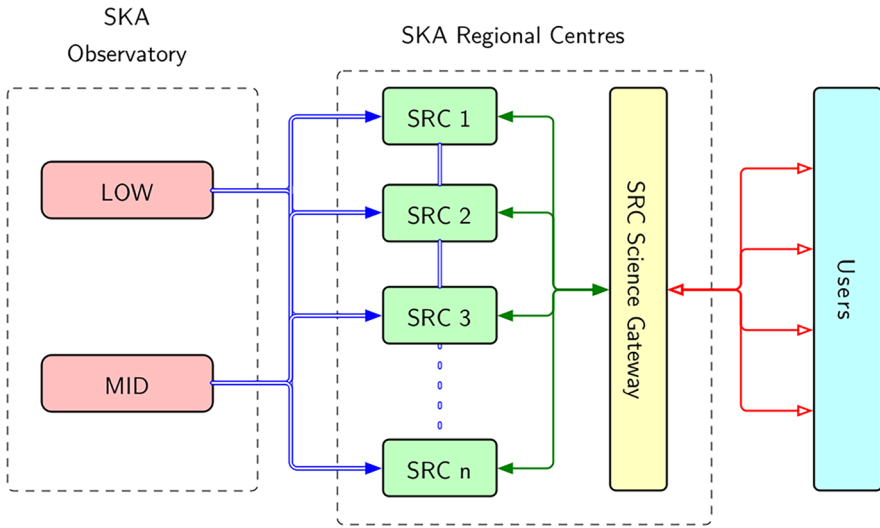 SKA
Observatory
SKA Regional Centres
LOW
MID
SRC 1
SRC 2
SRC 3
SRC n
SRC Science Gateway
Users